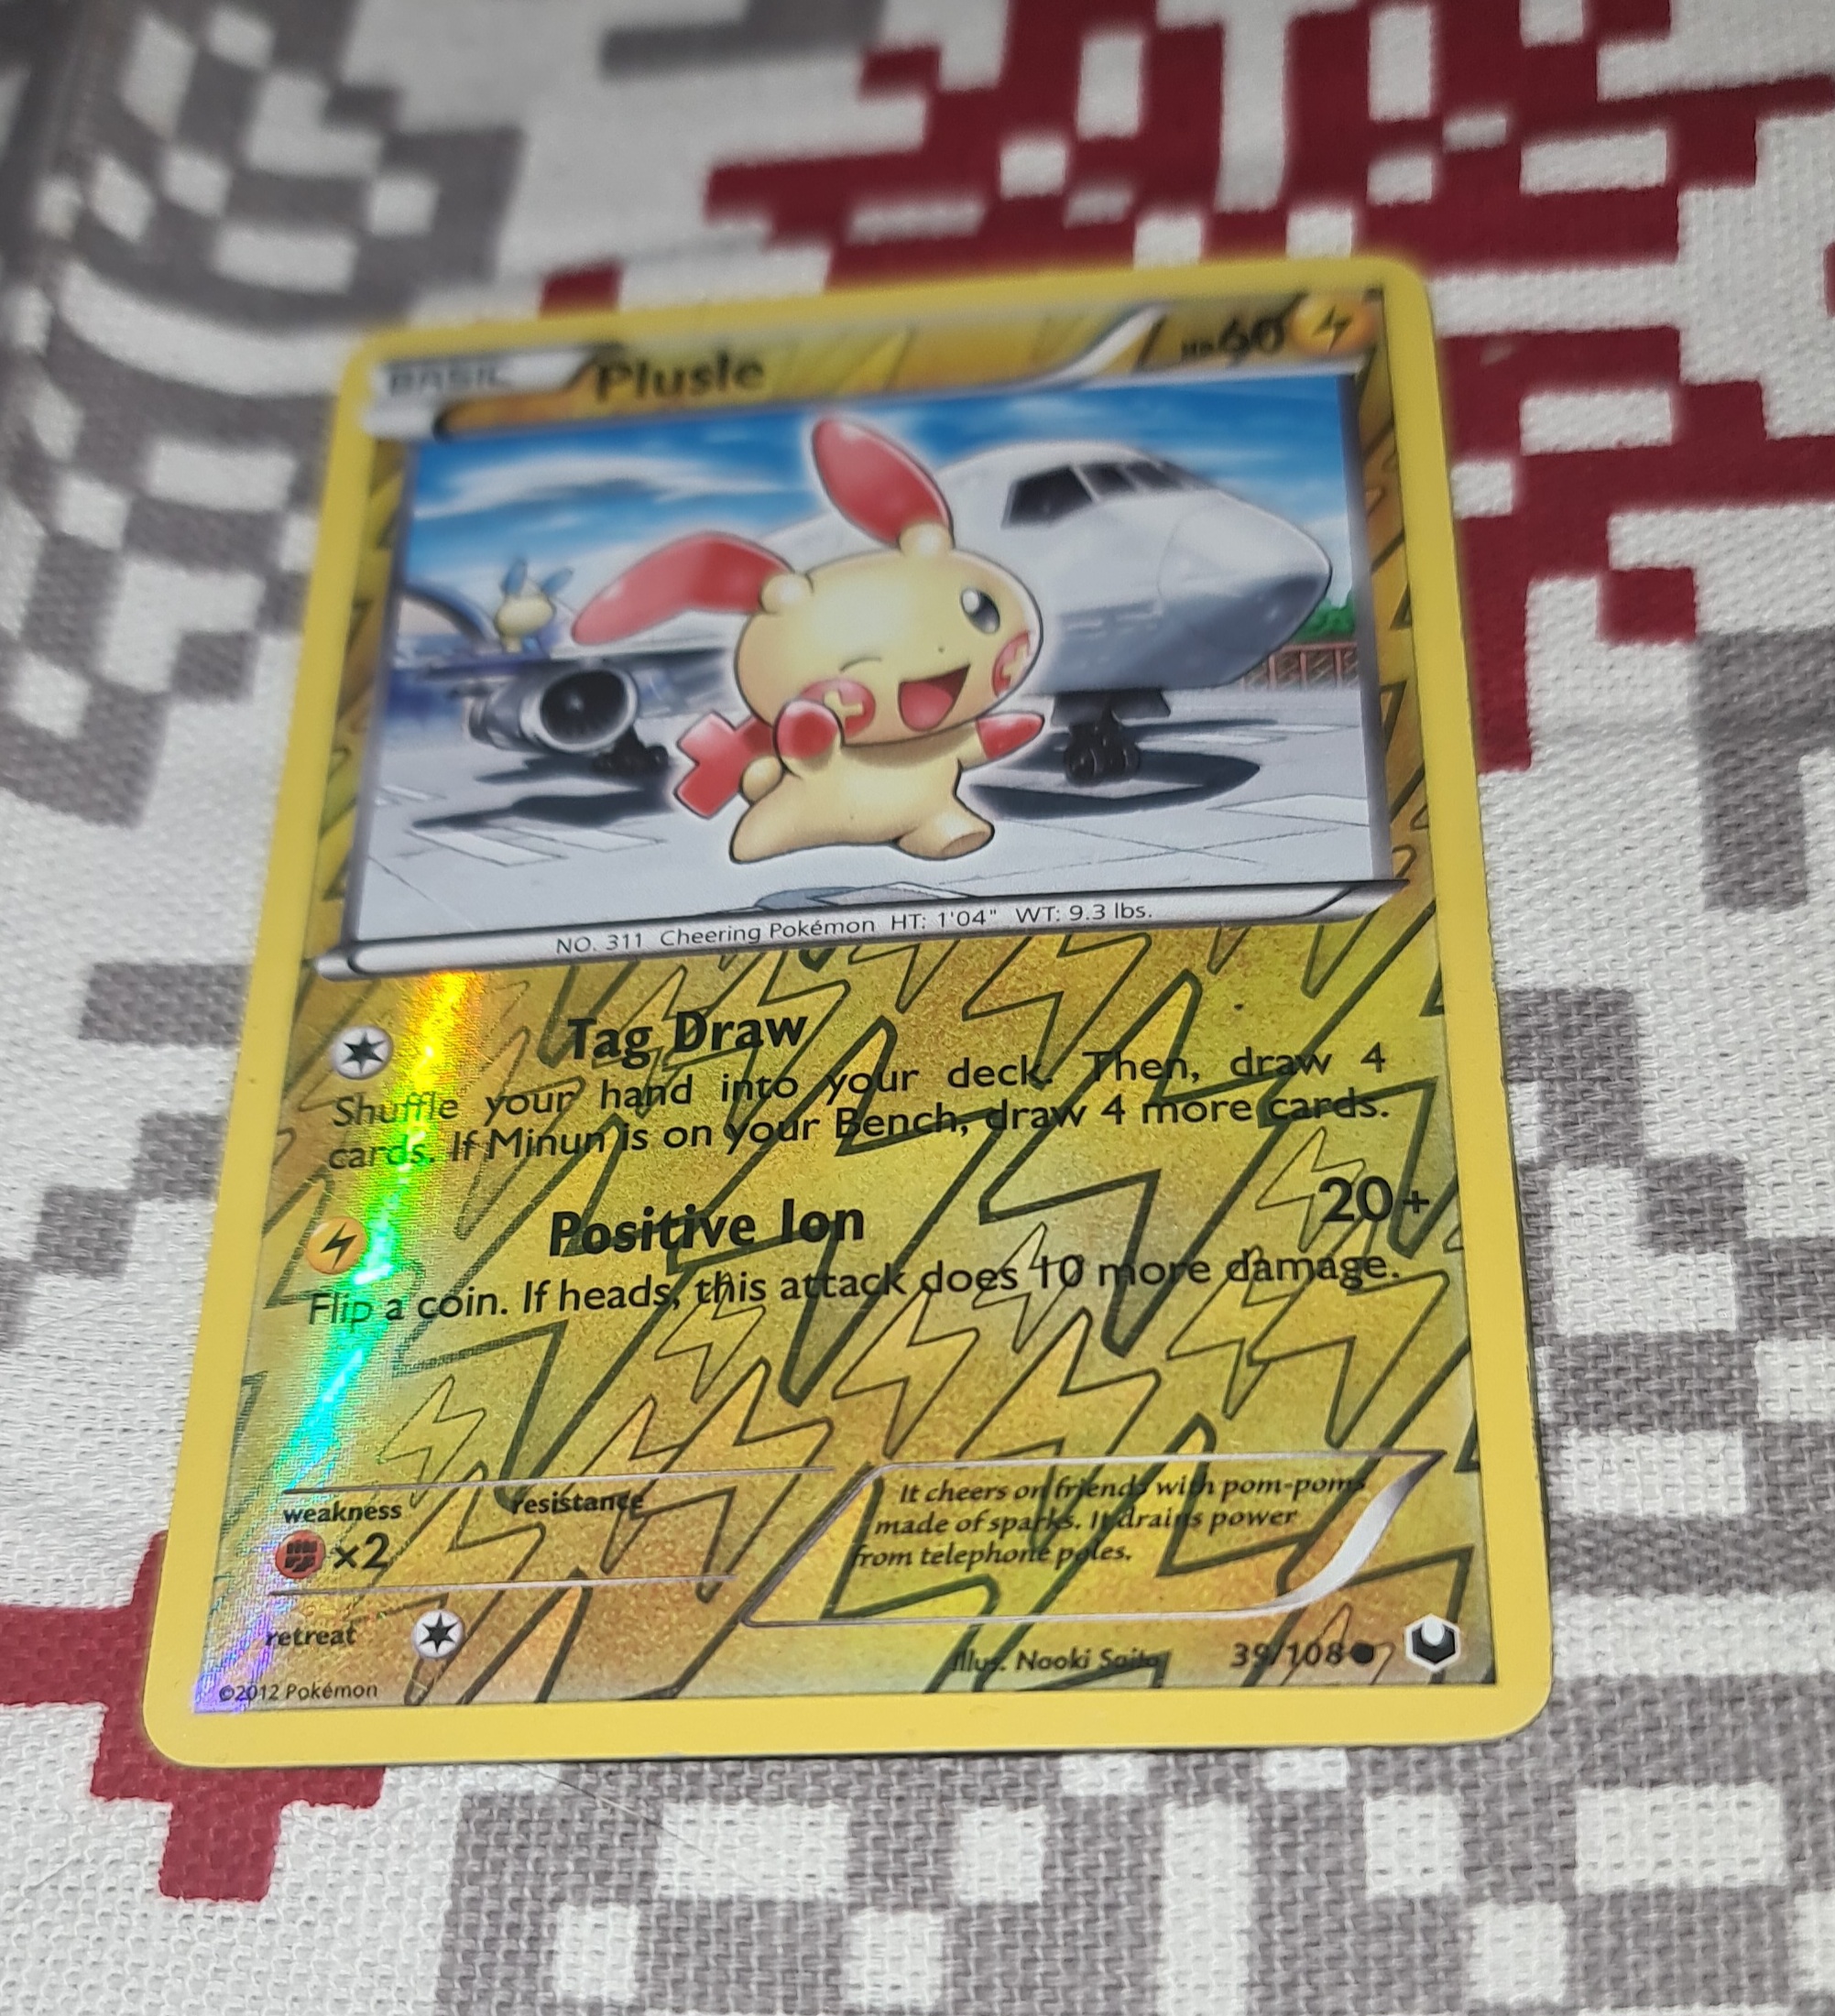 BASIC Plusle HP60
NO. 311 Cheering Pokémon HT: 1'04" WT: 9.3 lbs.
Tag Draw
Shuffle your hand into your deck. Then, draw 4
cards. If Minun is on your Bench, draw 4 more cards.
Positive Ion 20+
Flip a coin. If heads, this attack does 10 more damage.
weakness resistance
×2
It cheers on friends with pom-poms
made of sparks. It drains power
from telephone poles.
retreat
Illus. Naoki Saito 39/108
©2012 Pokémon